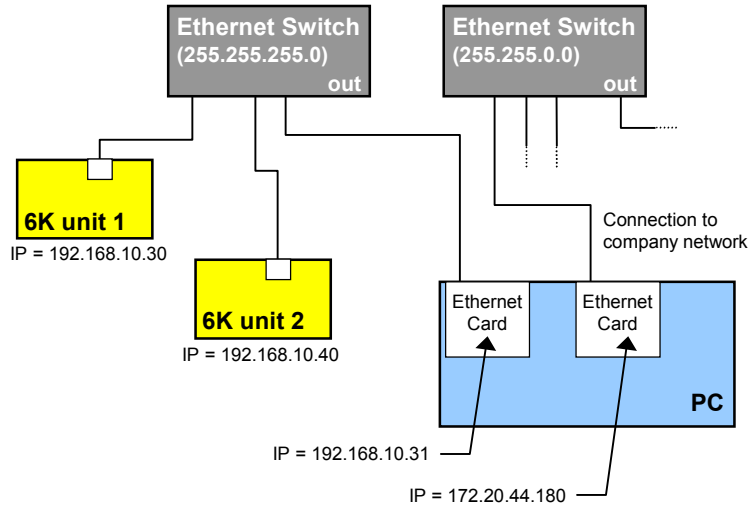 Ethernet Switch
(255.255.255.0)
out
Ethernet Switch
(255.255.0.0)
out
6K unit 1
IP = 192.168.10.30
6K unit 2
IP = 192.168.10.40
Connection to
company network
Ethernet
Card
Ethernet
Card
PC
IP = 192.168.10.31
IP = 172.20.44.180